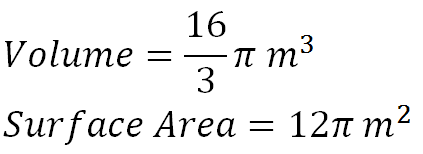 Volume = 16/3 π m³
Surface Area = 12π m²